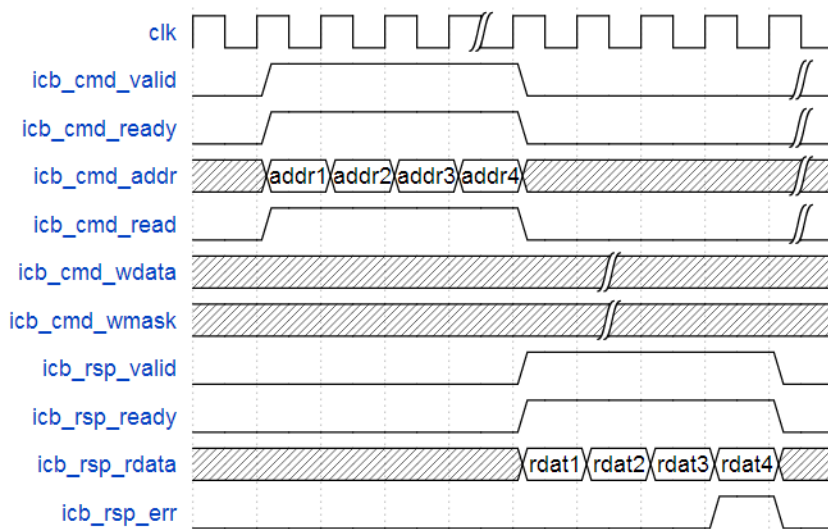 clk
icb_cmd_valid
icb_cmd_ready
icb_cmd_addr addr1 addr2 addr3 addr4
icb_cmd_read
icb_cmd_wdata
icb_cmd_wmask
icb_rsp_valid
icb_rsp_ready
icb_rsp_rdata rdat1 rdat2 rdat3 rdat4
icb_rsp_err